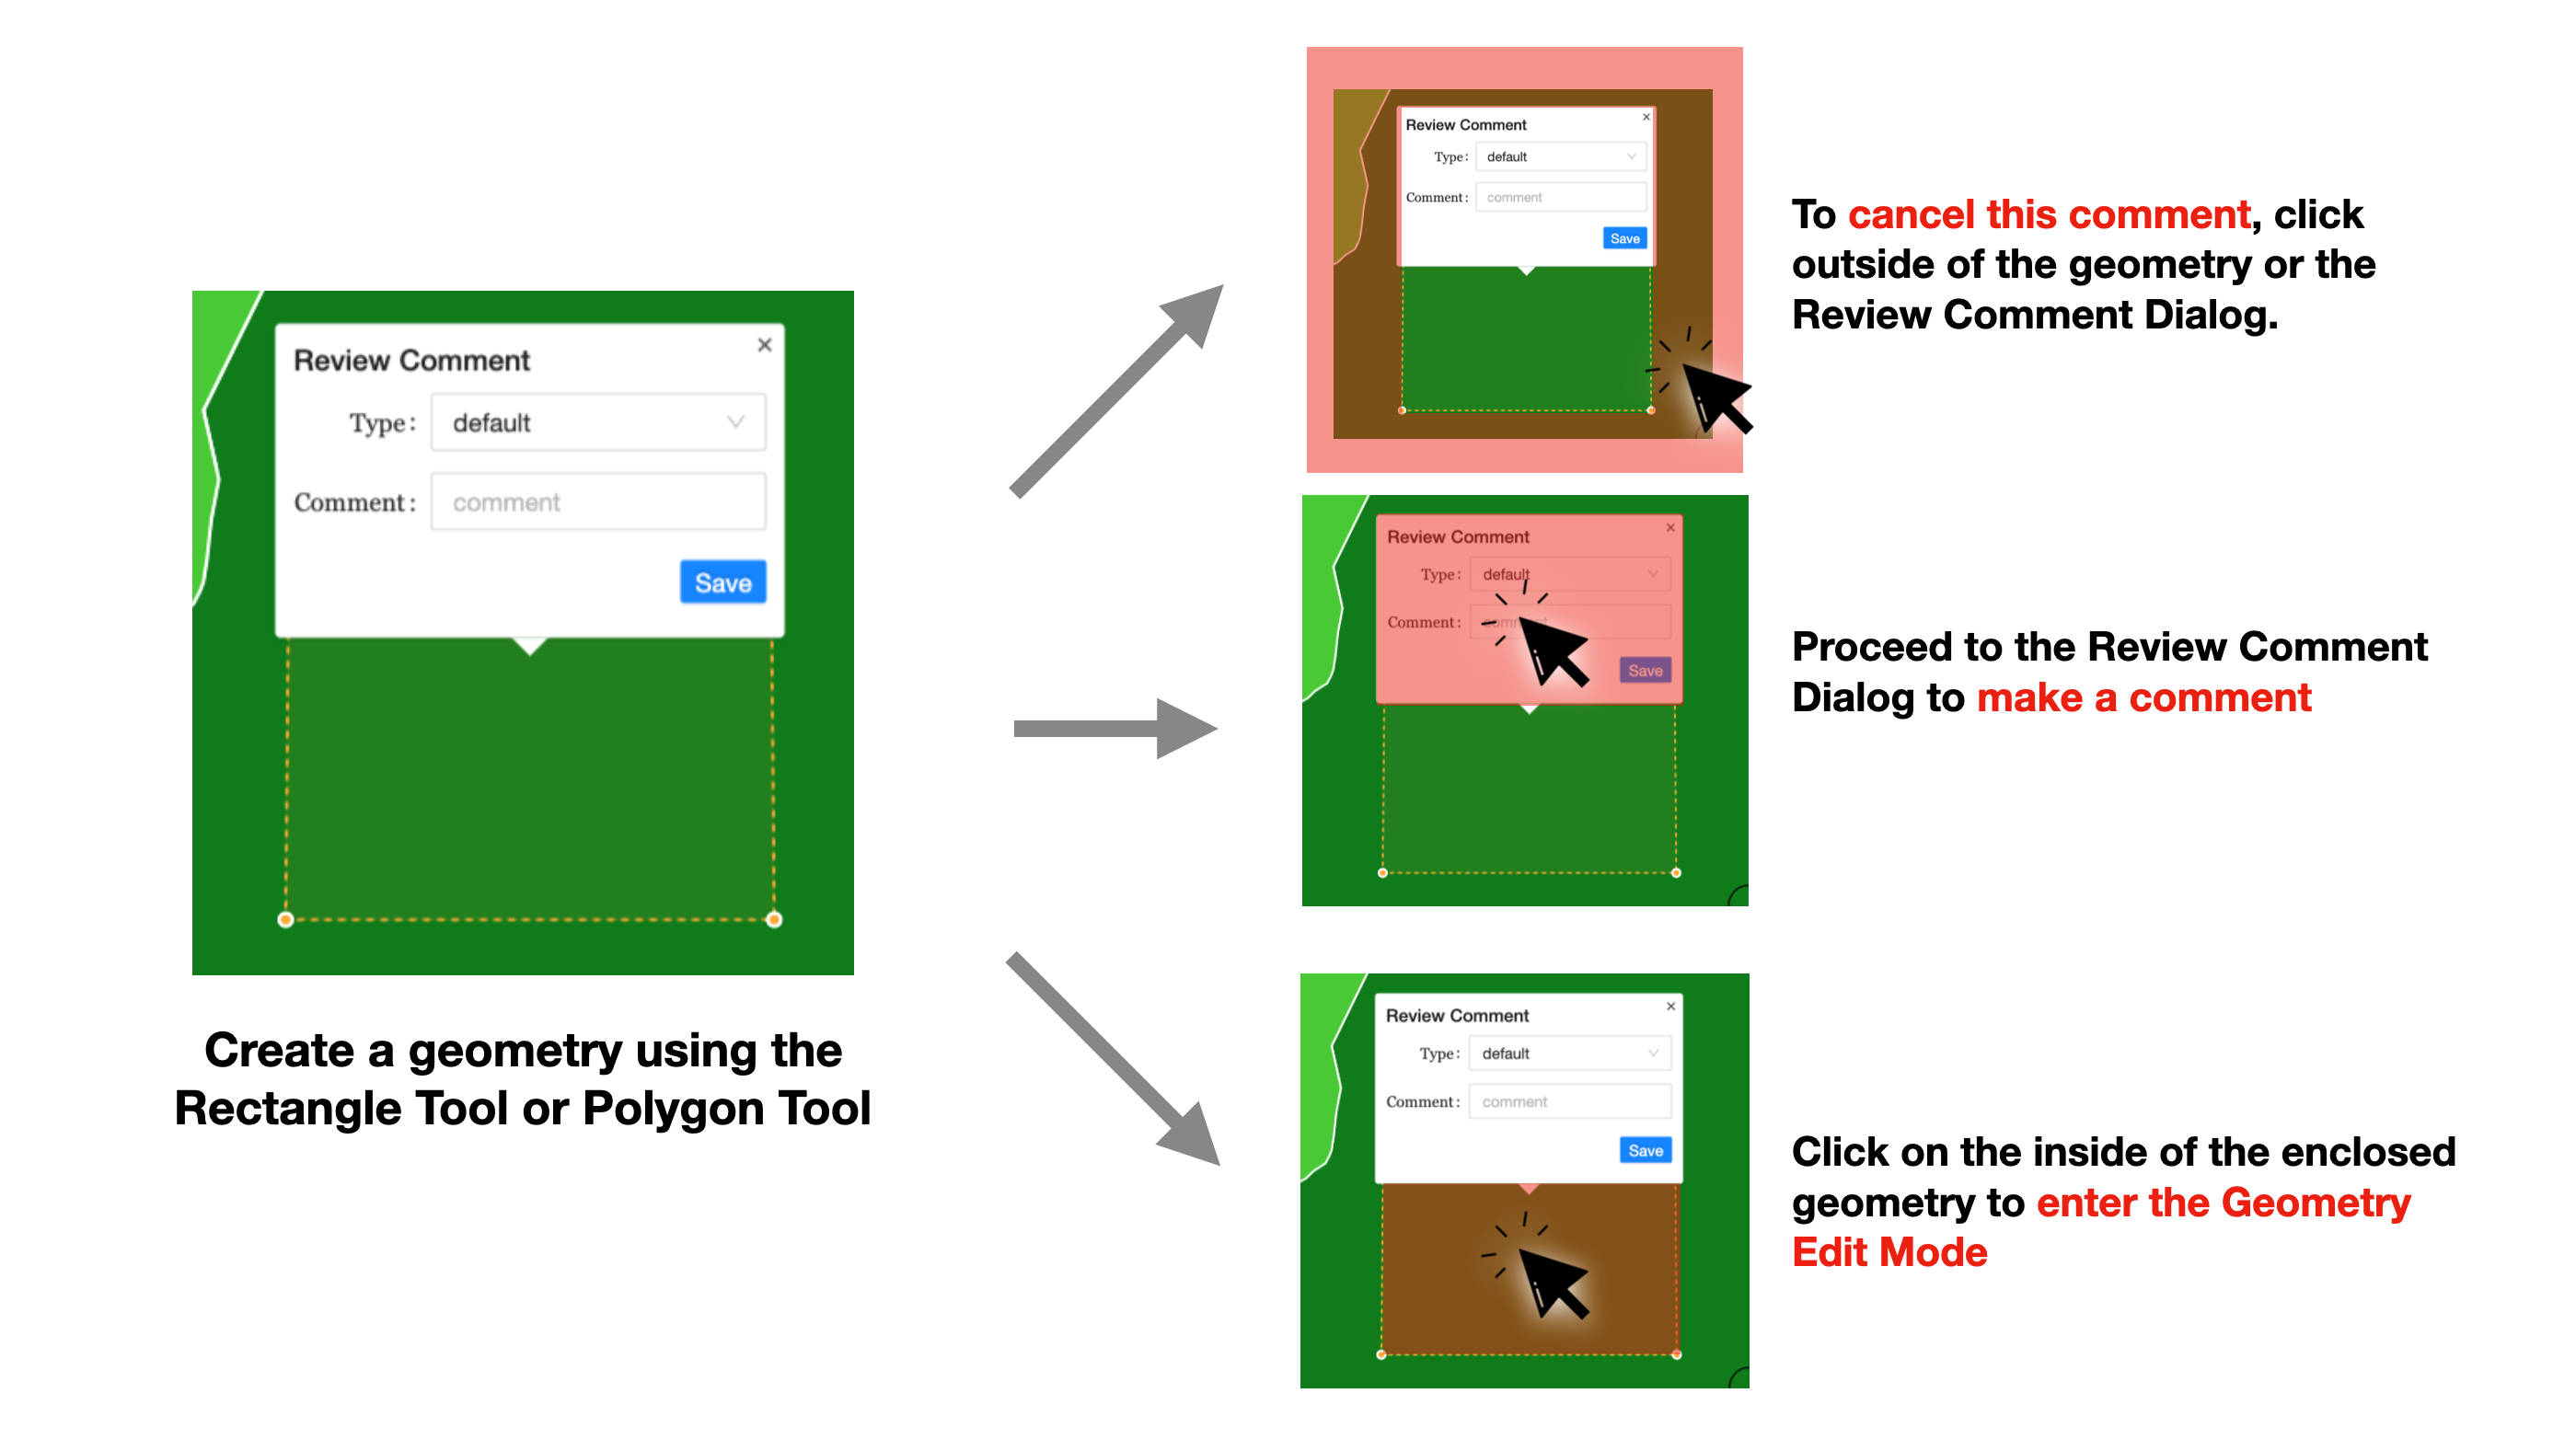 Review Comment
×
Type:
default
Comment:
comment
Save
Create a geometry using the
Rectangle Tool or Polygon Tool
Review Comment
×
Type:
default
Comment:
comment
Save
To cancel this comment, click
outside of the geometry or the
Review Comment Dialog.
Review Comment
×
Type:
default
Comment:
comment
Save
Proceed to the Review Comment
Dialog to make a comment
Review Comment
×
Type:
default
Comment:
comment
Save
Click on the inside of the enclosed
geometry to enter the Geometry
Edit Mode